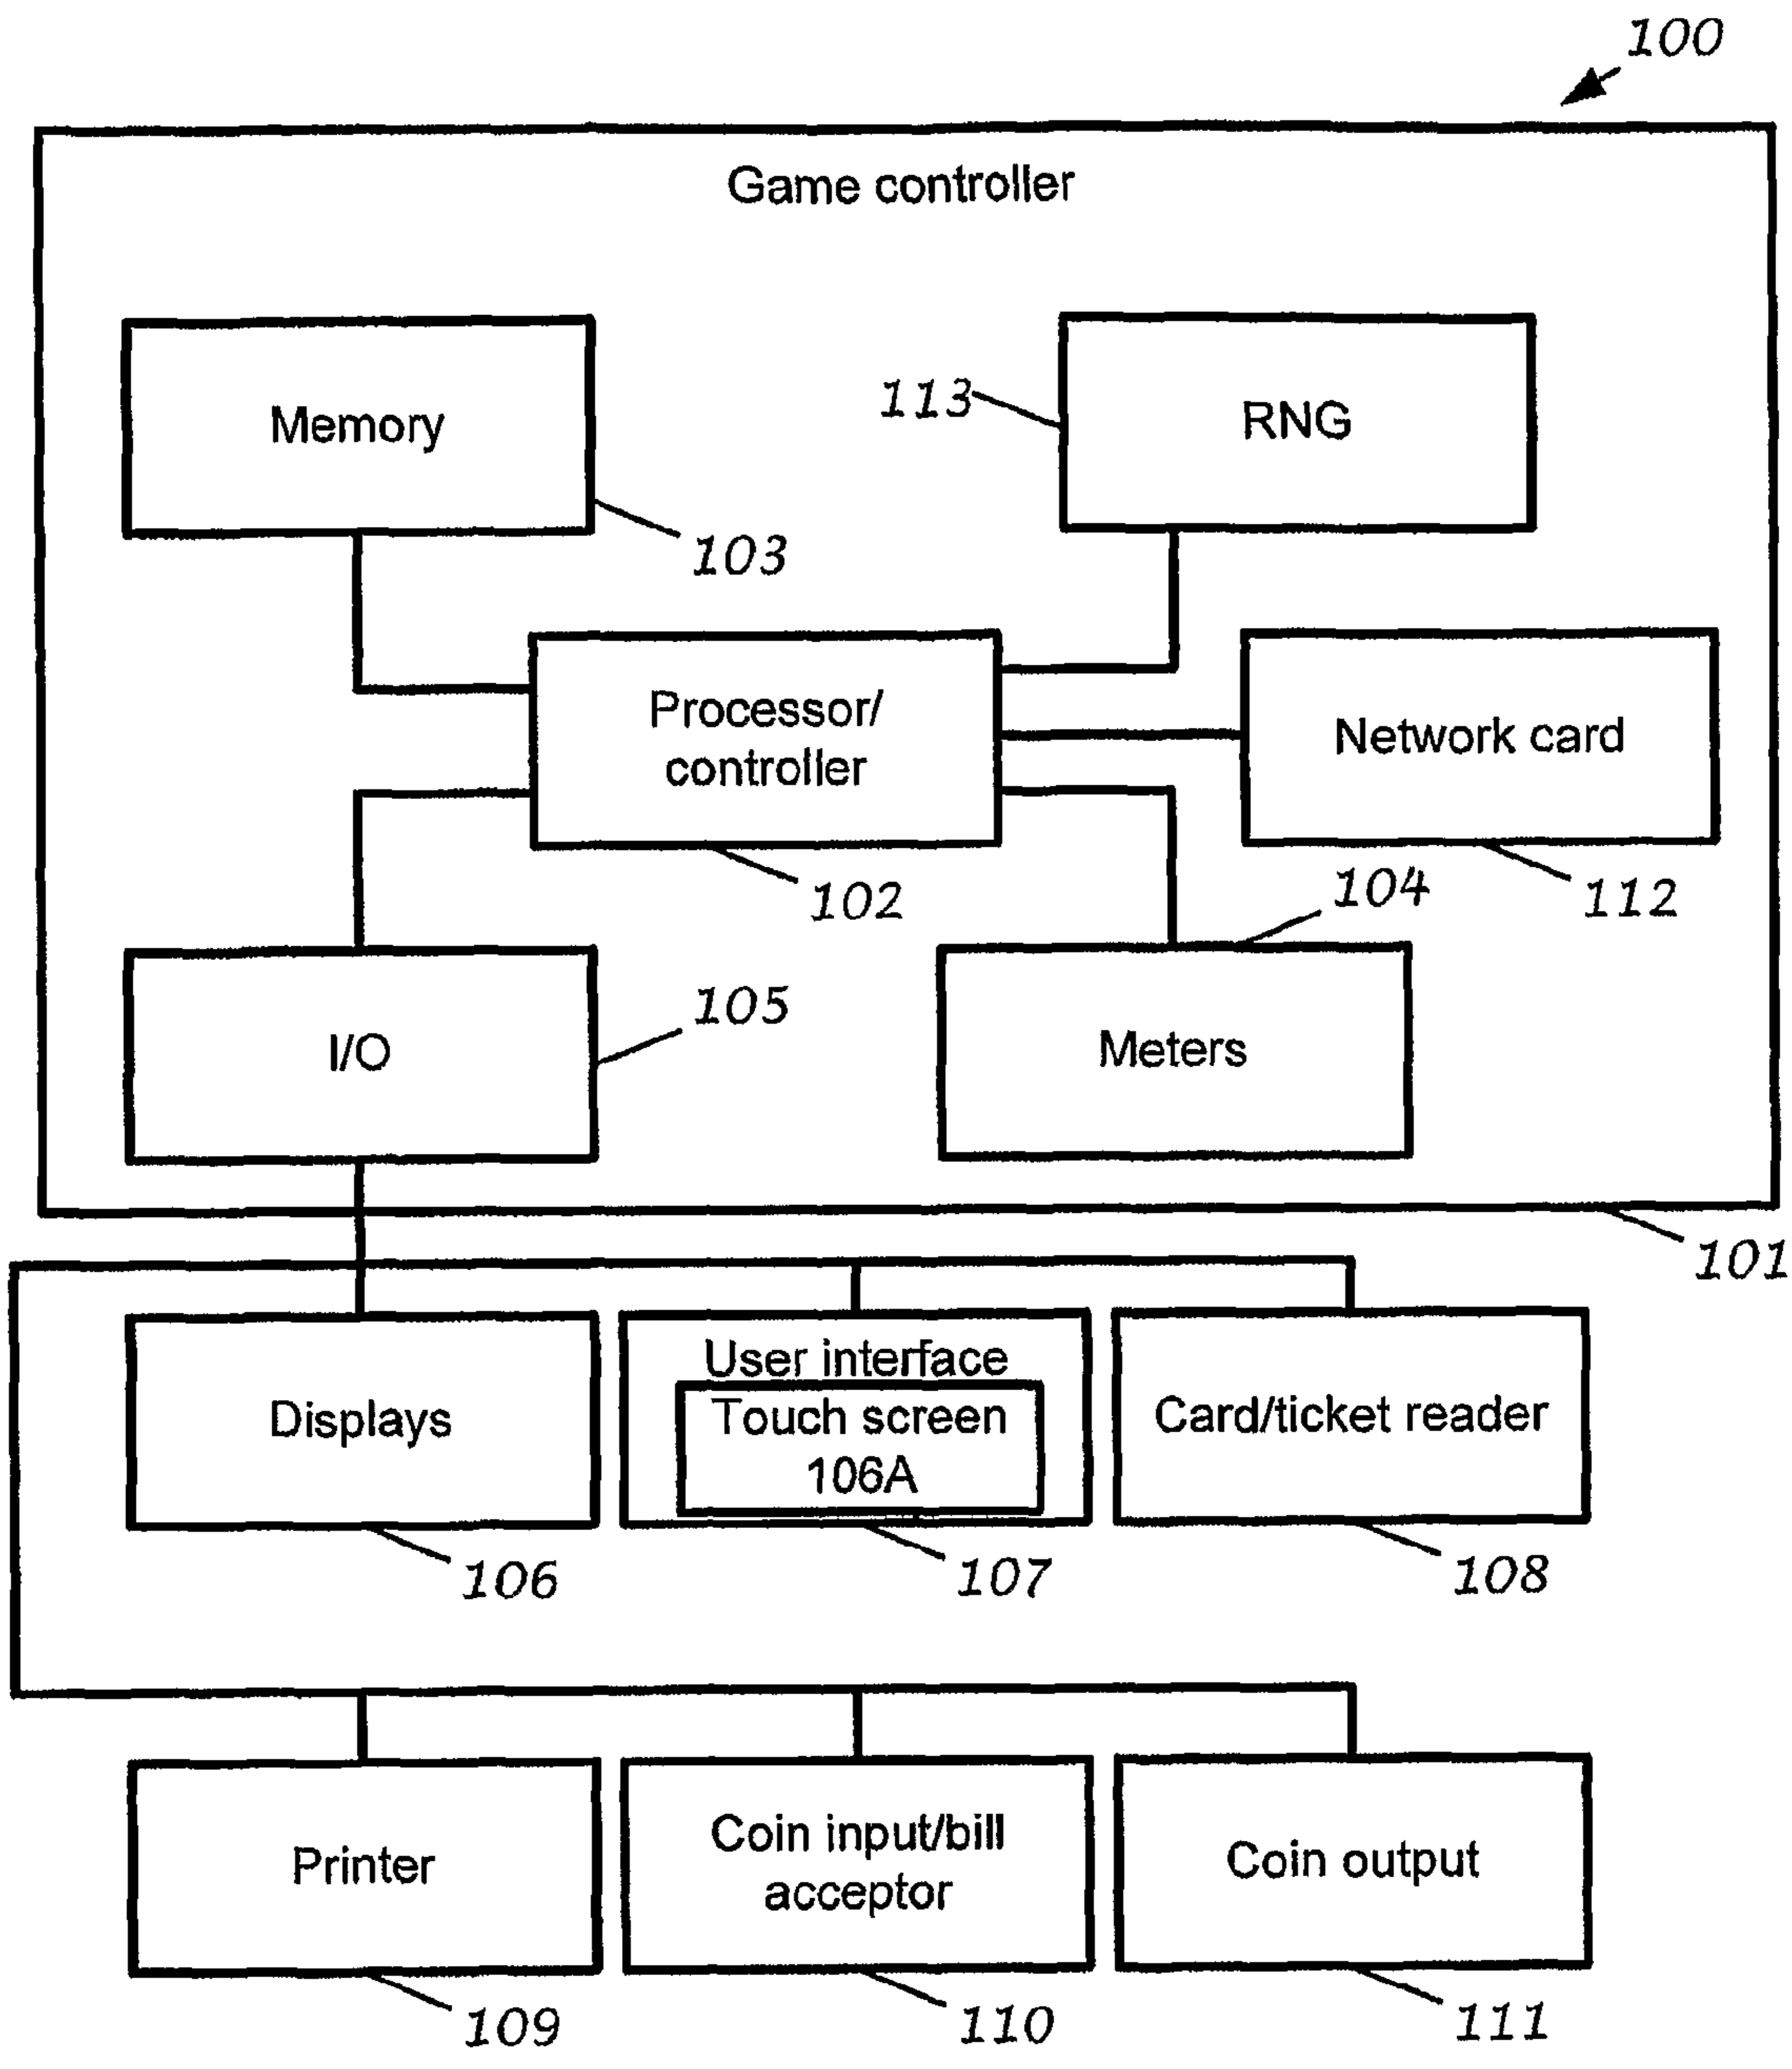 100
Game controller
Memory
113
RNG
103
Processor/
controller
Network card
102
104
112
I/O
105
Meters
101
Displays
User interface
Touch screen
106A
Card/ticket reader
106
107
108
Printer
Coin input/bill
acceptor
Coin output
109
110
111